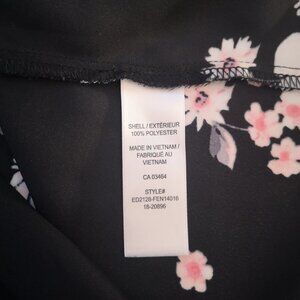 SHELL / EXTÉRIEUR
100% POLYESTER
MADE IN VIETNAM /
FABRIQUÉ AU
VIETNAM
CA 03464
STYLE#
ED2128-FEN14016
18-20896